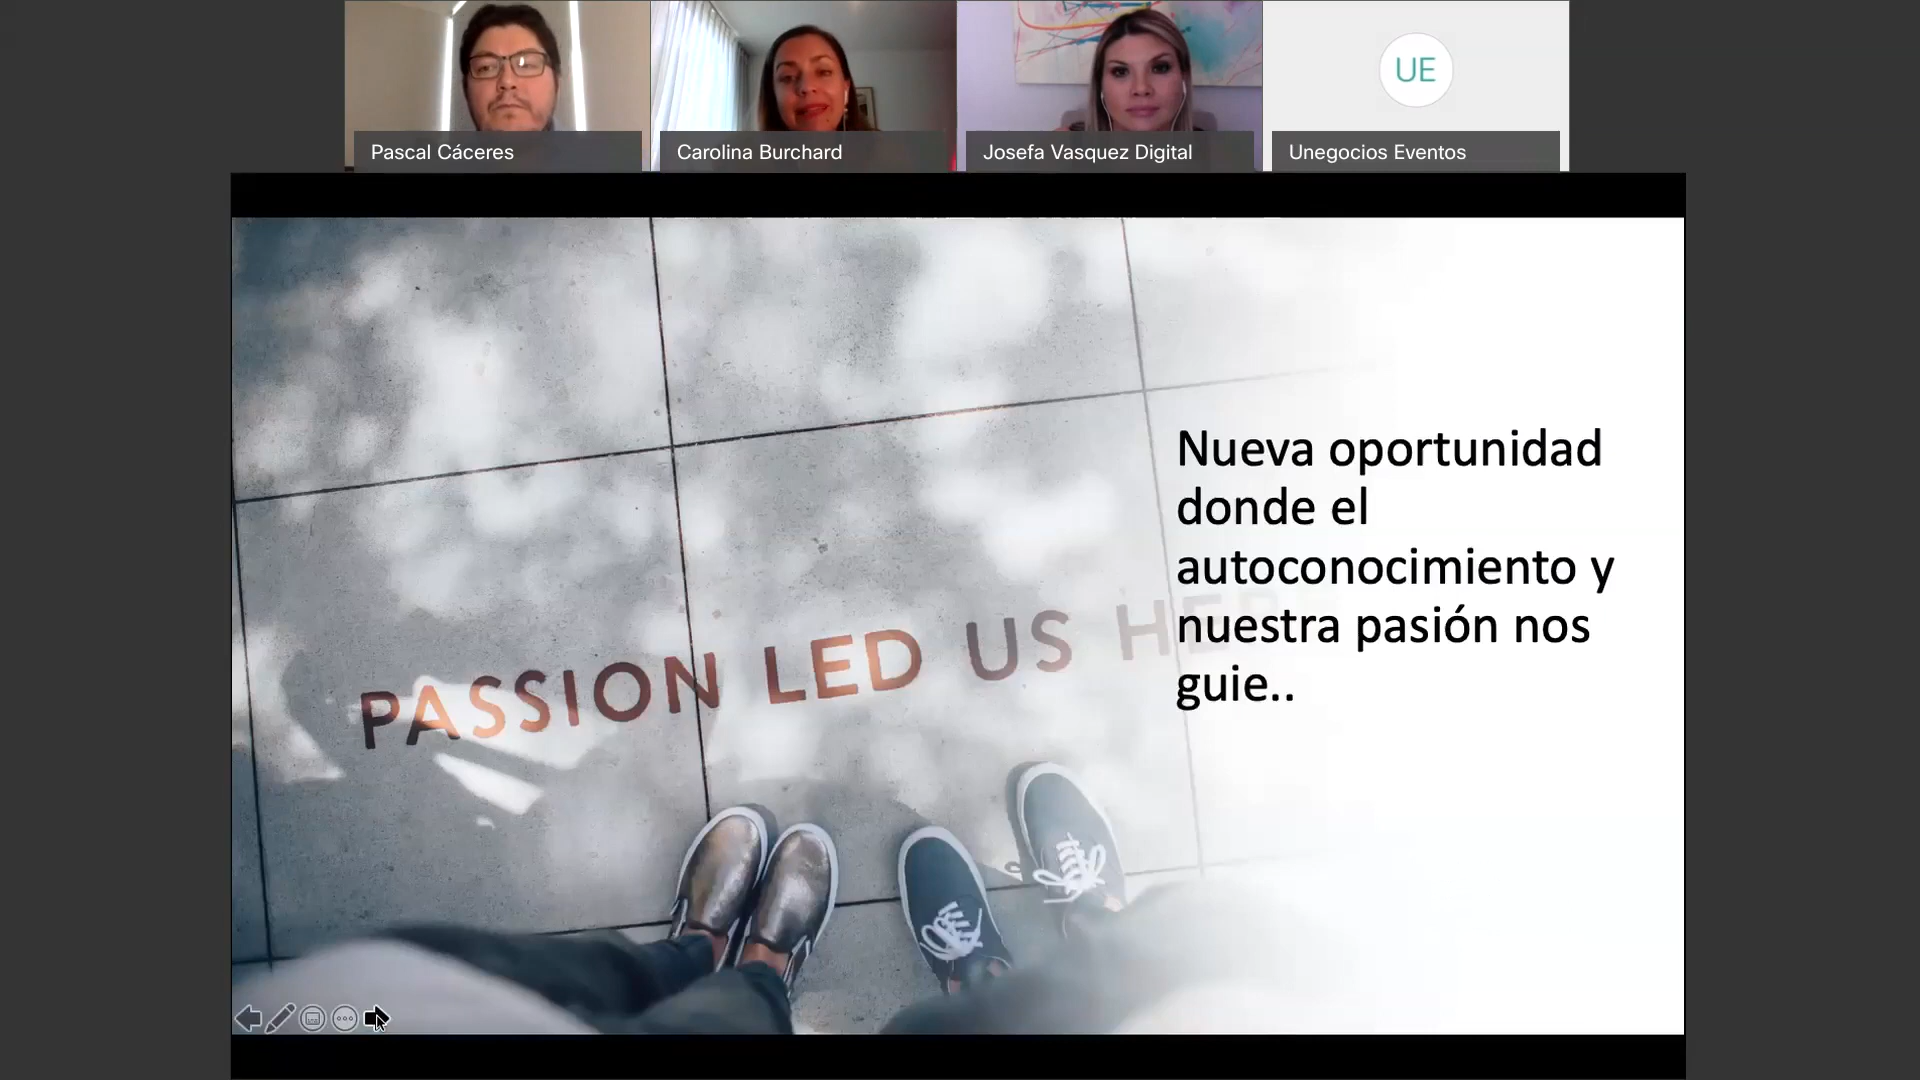 UE
Pascal Cáceres
Carolina Burchard
Josefa Vasquez Digital
Unegocios Eventos
Nueva oportunidad
donde el
autoconocimiento y
nuestra pasión nos
guie..
PASSION LED US HERE